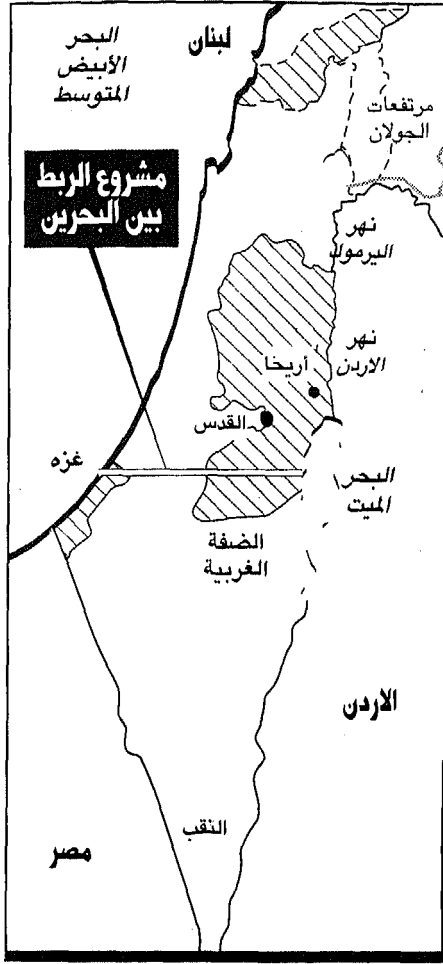 البحر
الأبيض
المتوسط
لبنان
مرتفعات
الجولان
مشروع الربط
بين البحرين
نهر
اليرموك
نهر
الاردن
أريخا
القدس
غزه
البحر
الميت
الضفة
الغربية
الاردن
النقب
مصر